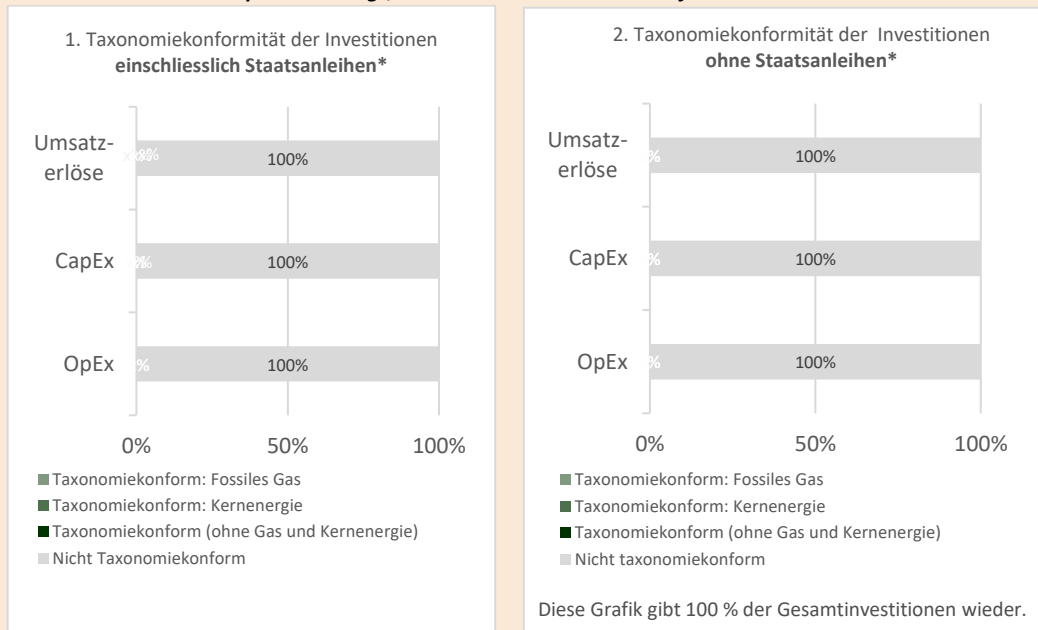 1. Taxonomiekonformität der Investitionen
einschliesslich Staatsanleihen*
Umsatz-
erlöse
100%
CapEx
100%
OpEx
%
100%
0%
50%
100%
Taxonomiekonform: Fossiles Gas
Taxonomiekonform: Kernenergie
Taxonomiekonform (ohne Gas und Kernenergie)
Nicht Taxonomiekonform
2. Taxonomiekonformität der Investitionen
ohne Staatsanleihen*
Umsatz-
erlöse
%
100%
CapEx
%
100%
OpEx
%
100%
0%
50%
100%
Taxonomiekonform: Fossiles Gas
Taxonomiekonform: Kernenergie
Taxonomiekonform (ohne Gas und Kernenergie)
Nicht taxonomiekonform
Diese Grafik gibt 100 % der Gesamtinvestitionen wieder.